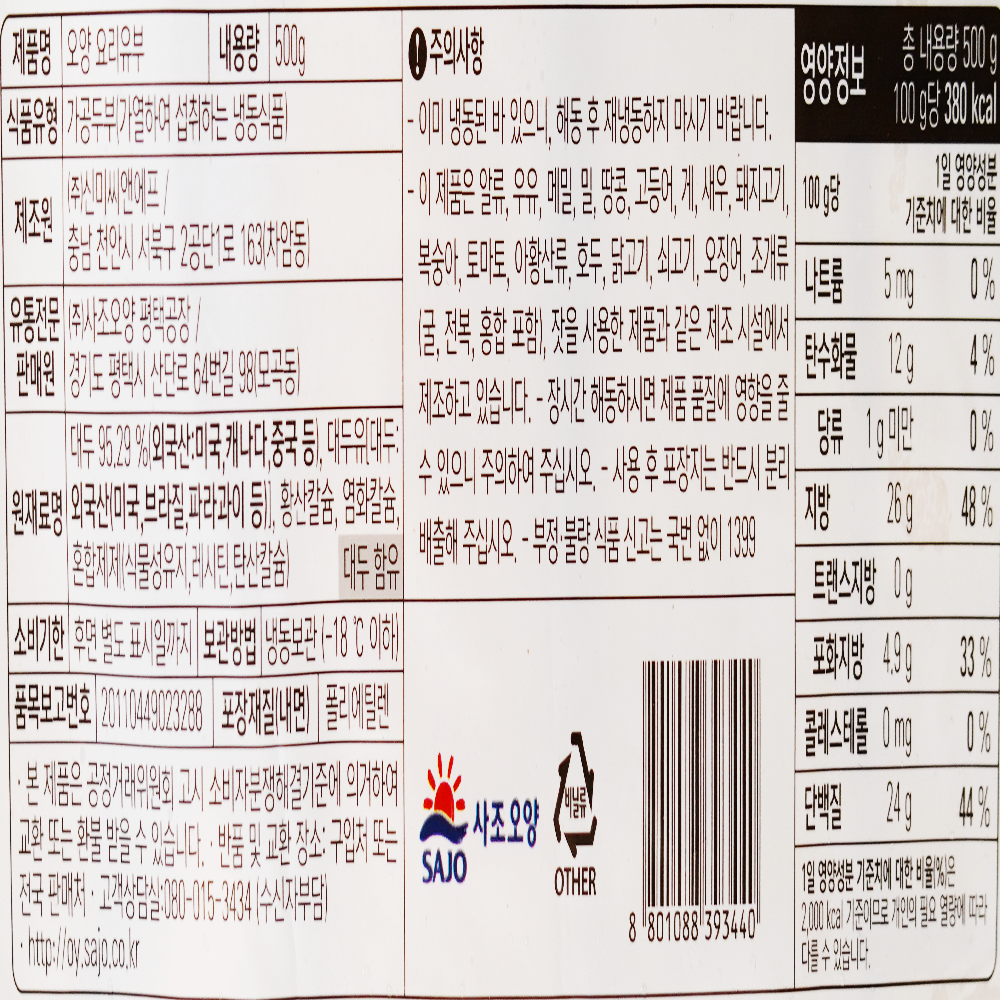 제품명 오양 요리유부 내용량 500g
식품유형 가공두부(가열하여 섭취하는 냉동식품)
제조원 (주)신미씨앤에프 /
충남 천안시 서북구 2공단1로 163(차암동)
유통전문판매원 (주)사조오양 평택공장 /
경기도 평택시 산단로 64번길 98(모곡동)
원재료명 대두 95.29 %(외국산:미국,캐나다,중국 등), 대두유[대두:
외국산(미국,브라질,파라과이 등)], 황산칼슘, 염화칼슘,
혼합제제(식물성유지,레시틴,탄산칼슘) 대두 함유
소비기한 후면 별도 표시일까지 보관방법 냉동보관 (-18 ℃ 이하)
품목보고번호 20110449023288 포장재질(내면) 폴리에틸렌
· 본 제품은 공정거래위원회 고시 소비자분쟁해결기준에 의거하여
교환 또는 환불 받을 수 있습니다. · 반품 및 교환 장소: 구입처 또는
전국 판매처 · 고객상담실:080-015-3434 (수신자부담)
· http://oy.sajo.co.kr
! 주의사항
- 이미 냉동된 바 있으니, 해동 후 재냉동하지 마시기 바랍니다.
- 이 제품은 알류, 우유, 메밀, 밀, 땅콩, 고등어, 게, 새우, 돼지고기,
복숭아, 토마토, 아황산류, 호두, 닭고기, 쇠고기, 오징어, 조개류
(굴, 전복, 홍합 포함), 잣을 사용한 제품과 같은 제조 시설에서
제조하고 있습니다. - 장시간 해동하시면 제품 품질에 영향을 줄
수 있으니 주의하여 주십시오. - 사용 후 포장지는 반드시 분리
배출해 주십시오. - 부정·불량 식품 신고는 국번 없이 1399
사조오양
SAJO
비닐류
OTHER
8 801088 393440
영양정보 총 내용량 500 g
100 g당 380 kcal
100 g당 1일 영양성분
기준치에 대한 비율
나트륨 5 mg 0 %
탄수화물 12 g 4 %
당류 1 g 미만 0 %
지방 26 g 48 %
트랜스지방 0 g
포화지방 4.9 g 33 %
콜레스테롤 0 mg 0 %
단백질 24 g 44 %
1일 영양성분 기준치에 대한 비율(%)은
2,000 kcal 기준이므로 개인의 필요 열량에 따라
다를 수 있습니다.